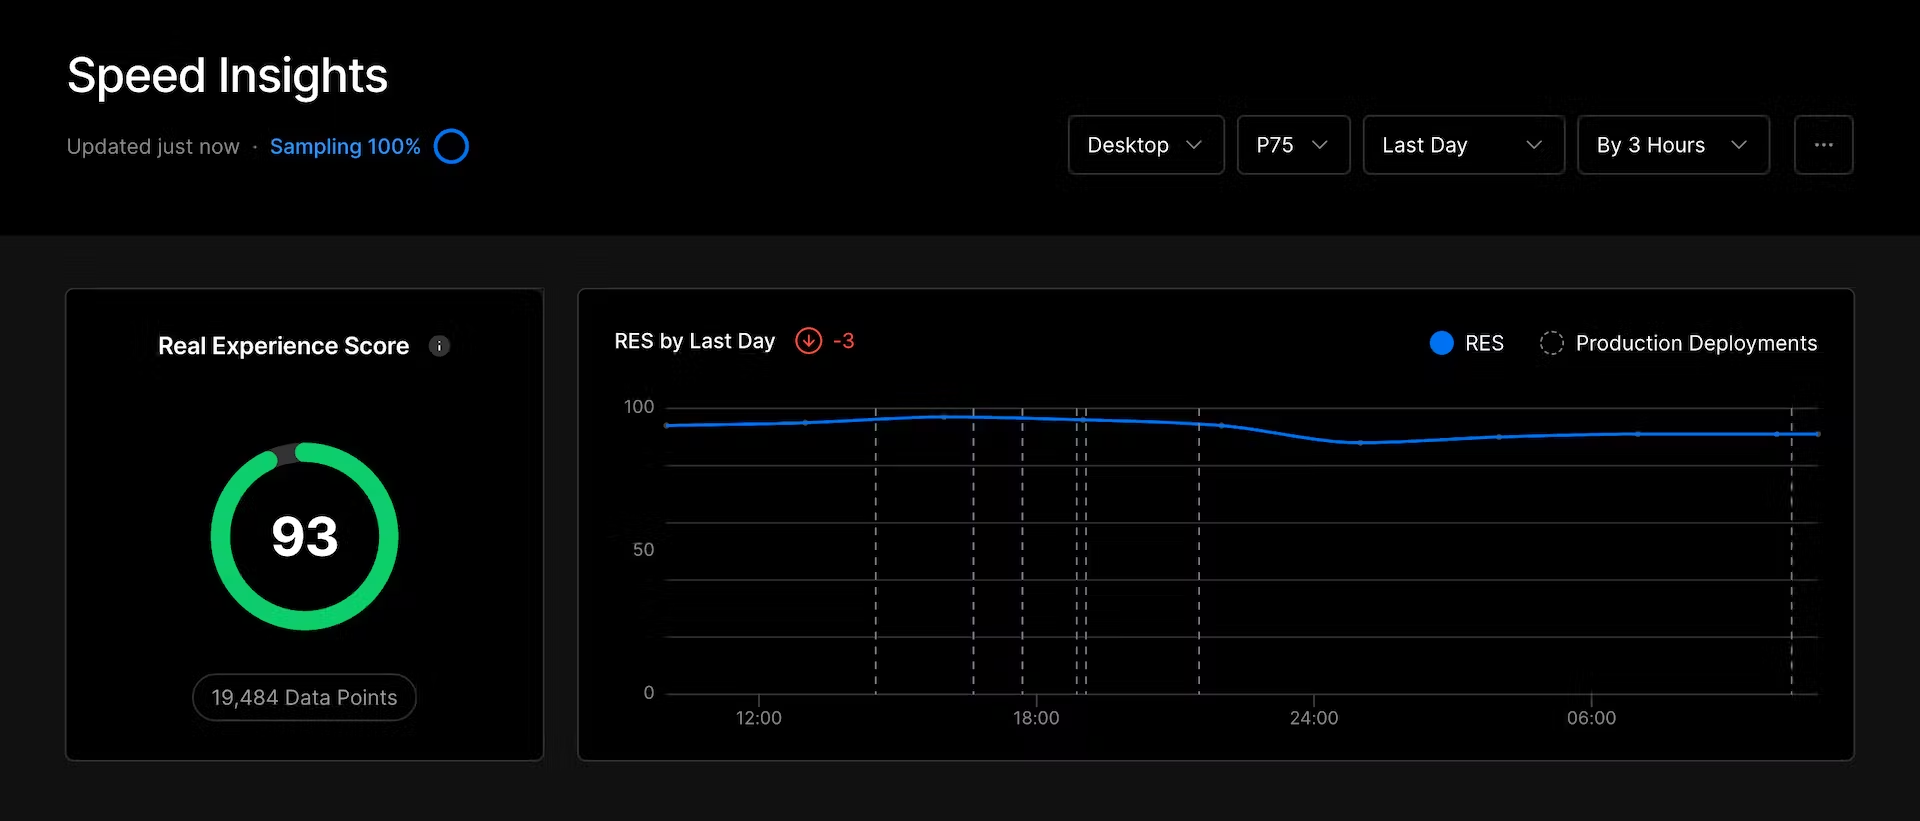 Speed Insights
Updated just now · Sampling 100%
Desktop
P75
Last Day
By 3 Hours
Real Experience Score
93
19,484 Data Points
RES by Last Day -3
RES
Production Deployments
100
50
0
12:00
18:00
24:00
06:00